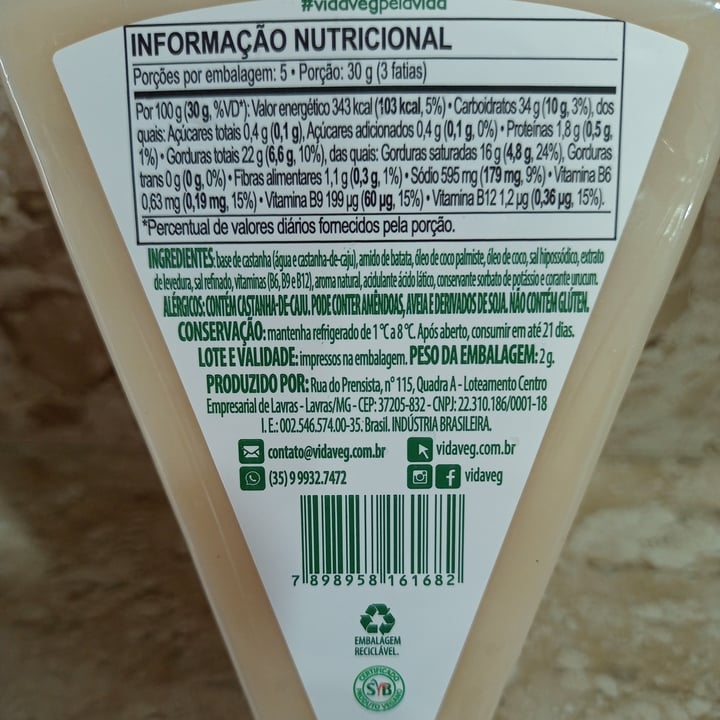 #vidavegpelavida
INFORMAÇÃO NUTRICIONAL
Porções por embalagem: 5 • Porção: 30 g (3 fatias)
Por 100 g (30 g, %VD*): Valor energético 343 kcal (103 kcal, 5%) • Carboidratos 34 g (10 g, 3%), dos
quais: Açúcares totais 0,4 g (0,1 g), Açúcares adicionados 0,4 g (0,1 g, 0%) • Proteínas 1,8 g (0,5 g,
1%) • Gorduras totais 22 g (6,6 g, 10%), das quais: Gorduras saturadas 16 g (4,8 g, 24%), Gorduras
trans 0 g (0 g, 0%) • Fibras alimentares 1,1 g (0,3 g, 1%) • Sódio 595 mg (179 mg, 9%) • Vitamina B6
0,63 mg (0,19 mg, 15%) • Vitamina B9 199 µg (60 µg, 15%) • Vitamina B12 1,2 µg (0,36 µg, 15%).
*Percentual de valores diários fornecidos pela porção.
INGREDIENTES: base de castanha (água e castanha-de-caju), amido de batata, óleo de coco palmiste, óleo de coco, sal hipossódico, extrato
de levedura, sal refinado, vitaminas (B6, B9 e B12), aroma natural, acidulante ácido lático, conservante sorbato de potássio e corante urucum.
ALÉRGICOS: CONTÉM CASTANHA-DE-CAJU. PODE CONTER AMÊNDOAS, AVEIA E DERIVADOS DE SOJA. NÃO CONTÉM GLÚTEN.
CONSERVAÇÃO: mantenha refrigerado de 1 °C a 8 °C. Após aberto, consumir em até 21 dias.
LOTE E VALIDADE: impressos na embalagem. PESO DA EMBALAGEM: 2 g.
PRODUZIDO POR: Rua do Prensista, n° 115, Quadra A - Loteamento Centro
Empresarial de Lavras - Lavras/MG - CEP: 37205-832 - CNPJ: 22.310.186/0001-18
I. E.: 002.546.574.00-35. Brasil. INDÚSTRIA BRASILEIRA.
contato@vidaveg.com.br vidaveg.com.br
(35) 9 9932.7472 vidaveg
7 898958 161682
EMBALAGEM
RECICLÁVEL.
CERTIFICADO
SVB
PRODUTO VEGANO